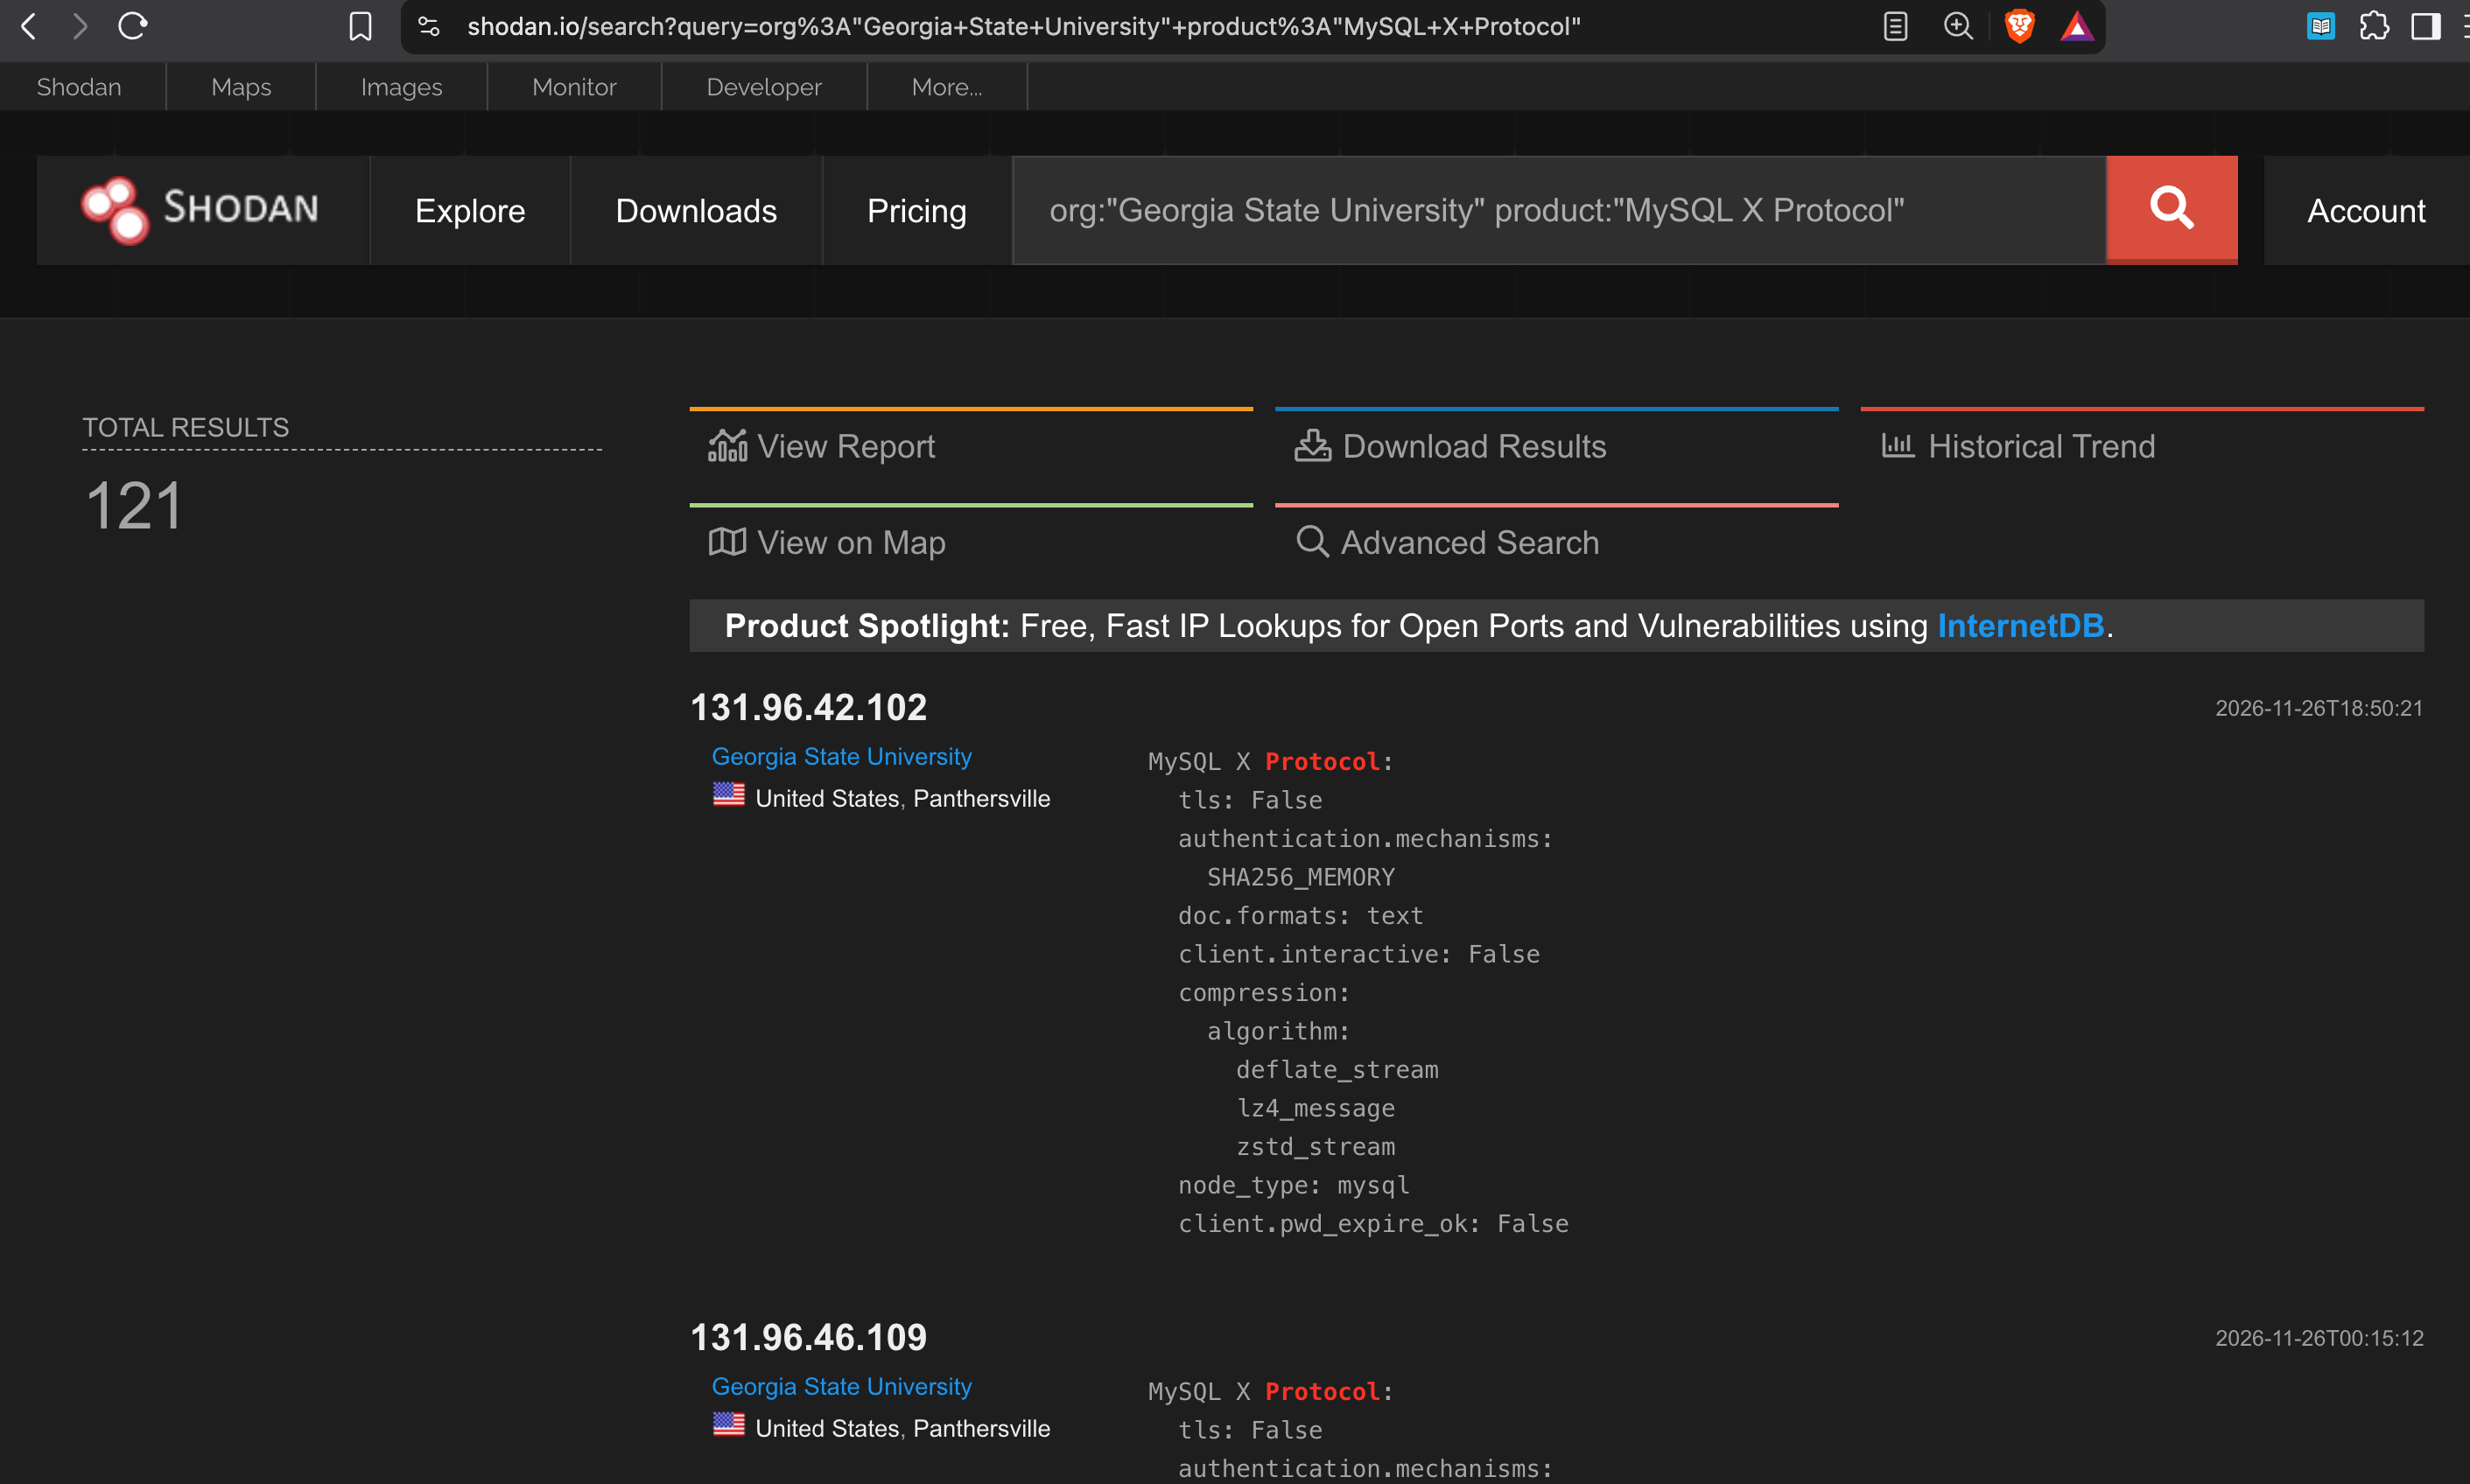 shodan.io/search?query=org%3A"Georgia+State+University"+product%3A"MySQL+X+Protocol"
Shodan
Maps
Images
Monitor
Developer
More...
SHODAN
Explore
Downloads
Pricing
org:"Georgia State University" product:"MySQL X Protocol"
Account
TOTAL RESULTS
121
View Report
Download Results
Historical Trend
View on Map
Advanced Search
Product Spotlight: Free, Fast IP Lookups for Open Ports and Vulnerabilities using InternetDB.
131.96.42.102
2026-11-26T18:50:21
Georgia State University
United States, Panthersville
MySQL X Protocol:
tls: False
authentication.mechanisms:
SHA256_MEMORY
doc.formats: text
client.interactive: False
compression:
algorithm:
deflate_stream
lz4_message
zstd_stream
node_type: mysql
client.pwd_expire_ok: False
131.96.46.109
2026-11-26T00:15:12
Georgia State University
United States, Panthersville
MySQL X Protocol:
tls: False
authentication.mechanisms: